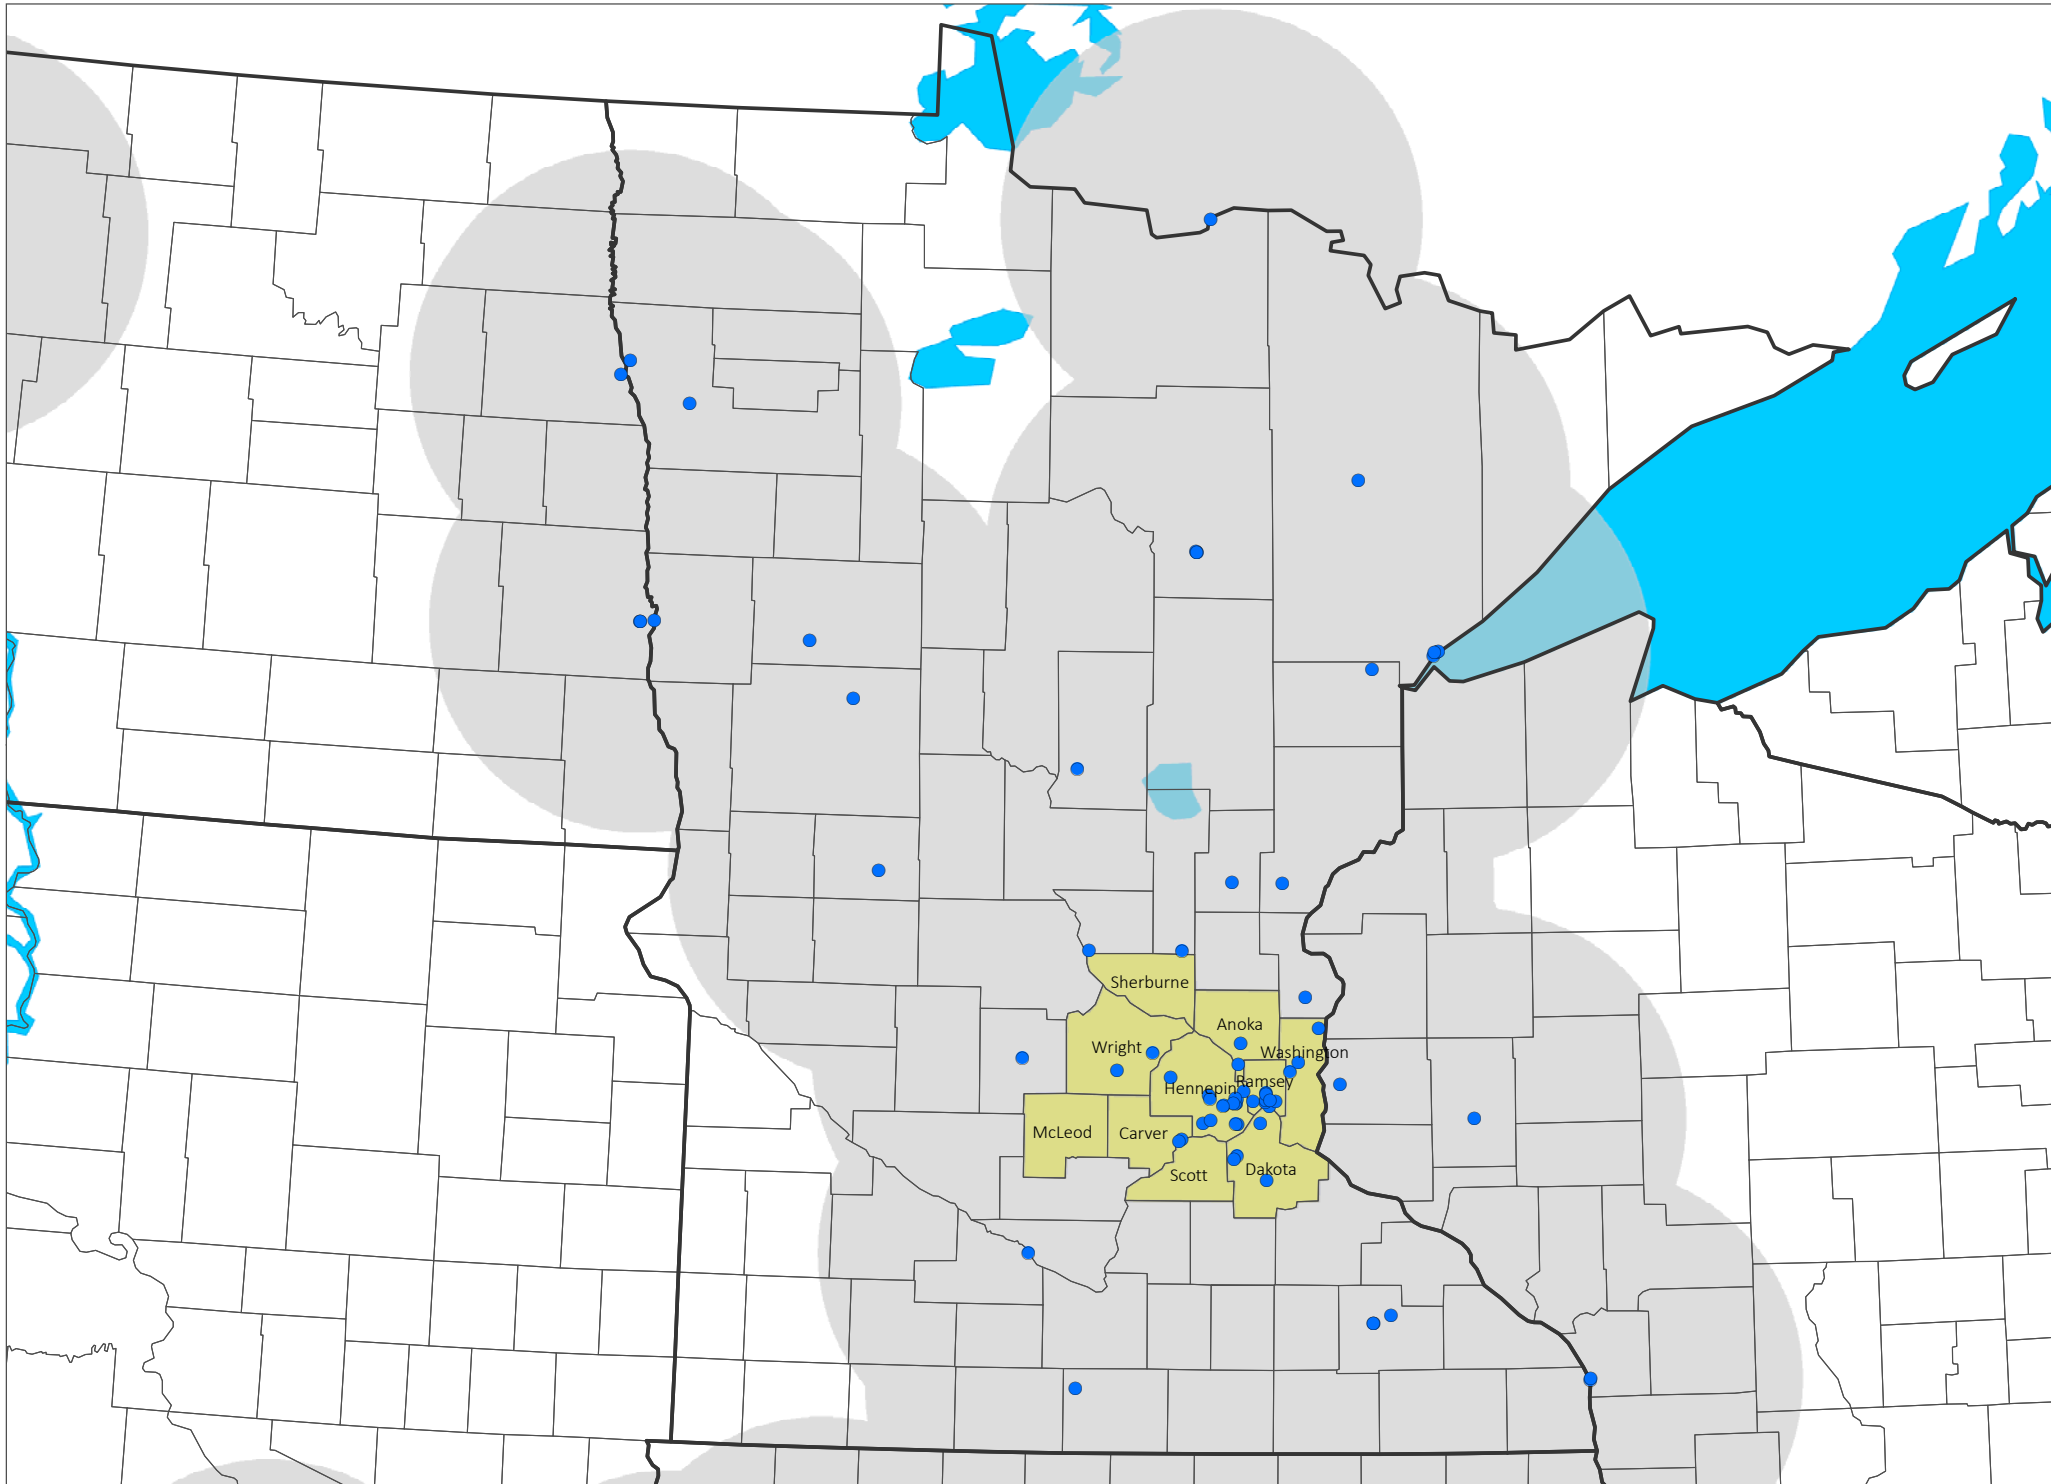 Sherburne
Anoka
Wright
Washington
Ramsey
Hennepin
McLeod
Carver
Scott
Dakota